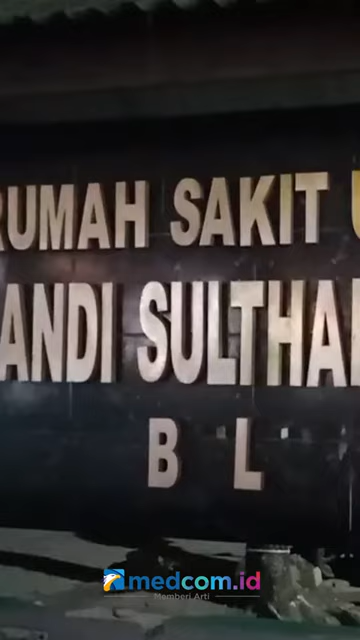 RUMAH SAKIT U
ANDI SULTHA
B L
medcom.id
Memberi Arti